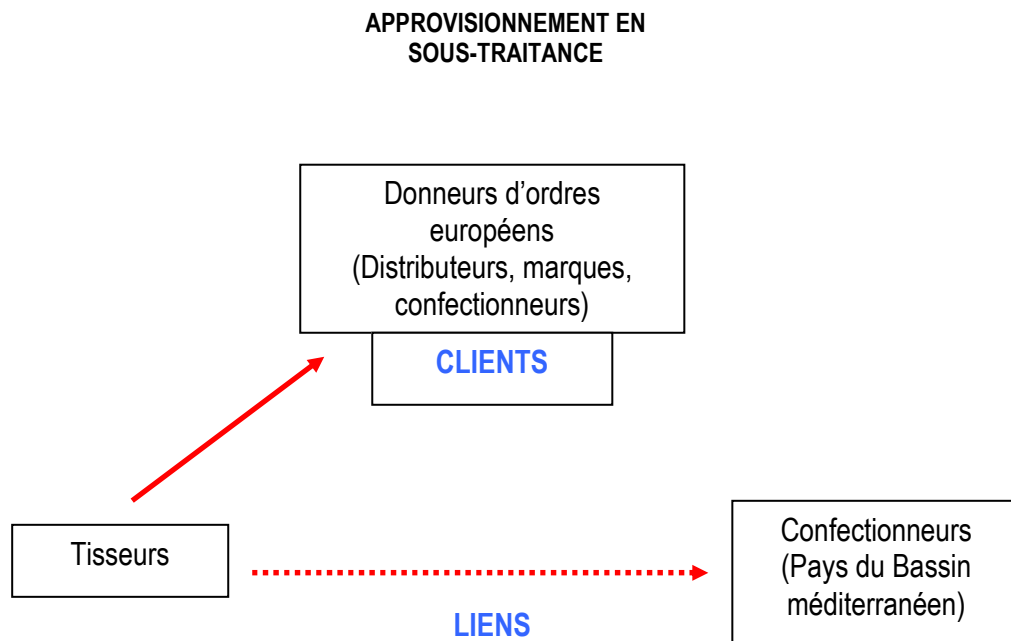 APPROVISIONNEMENT EN
SOUS-TRAITANCE
Donneurs d’ordres
européens
(Distributeurs, marques,
confectionneurs)
CLIENTS
Tisseurs
Confectionneurs
(Pays du Bassin
méditerranéen)
LIENS